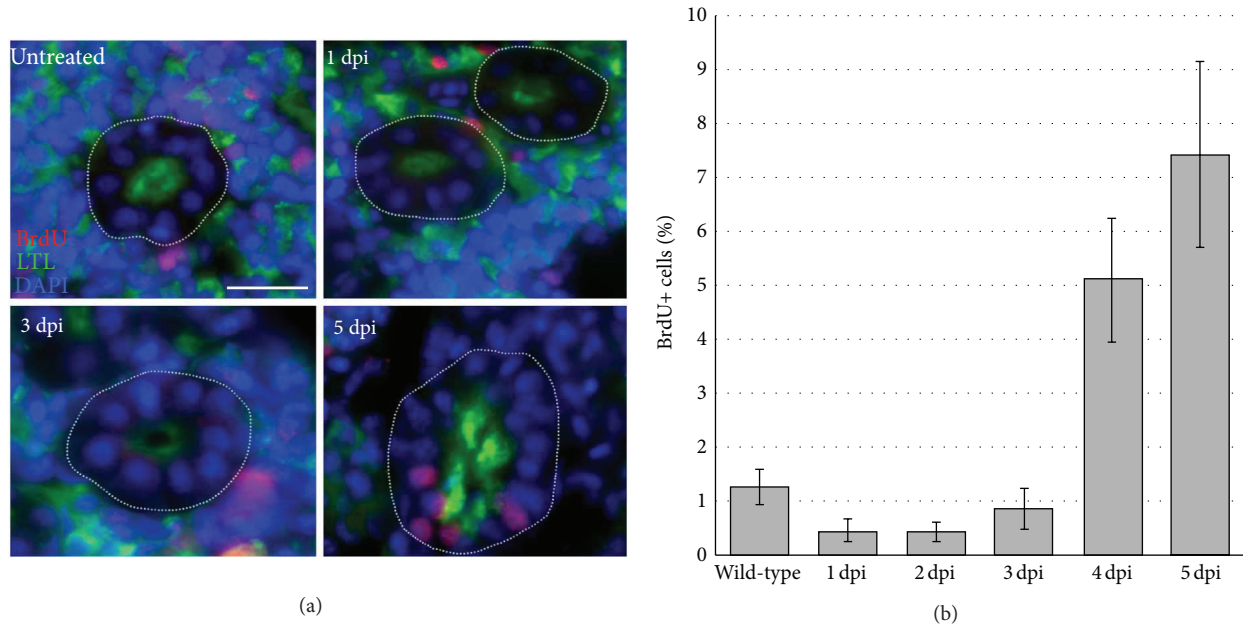 Untreated
BrdU
LTL
DAPI
1 dpi
3 dpi
5 dpi
(a)
10
9
8
7
6
5
4
3
2
1
0
BrdU+ cells (%)
Wild-type 1 dpi 2 dpi 3 dpi 4 dpi 5 dpi
(b)